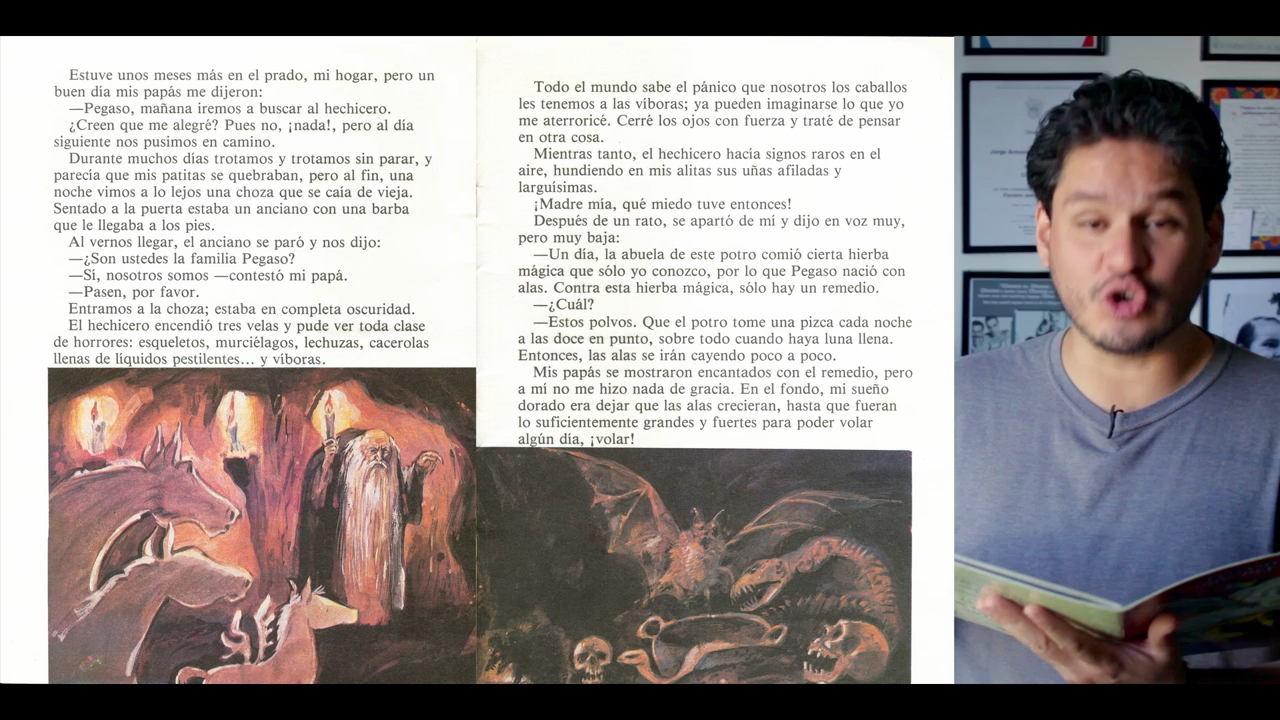 Estuve unos meses más en el prado, mi hogar, pero un
buen día mis papás me dijeron:
—Pegaso, mañana iremos a buscar al hechicero.
¿Creen que me alegré? Pues no, ¡nada!, pero al día
siguiente nos pusimos en camino.
Durante muchos días trotamos y trotamos sin parar, y
parecía que mis patitas se quebraban, pero al fin, una
noche vimos a lo lejos una choza que se caía de vieja.
Sentado a la puerta estaba un anciano con una barba
que le llegaba a los pies.
Al vernos llegar, el anciano se paró y nos dijo:
—¿Son ustedes la familia Pegaso?
—Sí, nosotros somos —contestó mi papá.
—Pasen, por favor.
Entramos a la choza; estaba en completa oscuridad.
El hechicero encendió tres velas y pude ver toda clase
de horrores: esqueletos, murciélagos, lechuzas, cacerolas
llenas de líquidos pestilentes... y víboras.
Todo el mundo sabe el pánico que nosotros los caballos
les tenemos a las víboras; ya pueden imaginarse lo que yo
me aterroricé. Cerré los ojos con fuerza y traté de pensar
en otra cosa.
Mientras tanto, el hechicero hacía signos raros en el
aire, hundiendo en mis alitas sus uñas afiladas y
larguísimas.
¡Madre mía, qué miedo tuve entonces!
Después de un rato, se apartó de mí y dijo en voz muy,
pero muy baja:
—Un día, la abuela de este potro comió cierta hierba
mágica que sólo yo conozco, por lo que Pegaso nació con
alas. Contra esta hierba mágica, sólo hay un remedio.
—¿Cuál?
—Estos polvos. Que el potro tome una pizca cada noche
a las doce en punto, sobre todo cuando haya luna llena.
Entonces, las alas se irán cayendo poco a poco.
Mis papás se mostraron encantados con el remedio, pero
a mí no me hizo nada de gracia. En el fondo, mi sueño
dorado era dejar que las alas crecieran, hasta que fueran
lo suficientemente grandes y fuertes para poder volar
algún día, ¡volar!